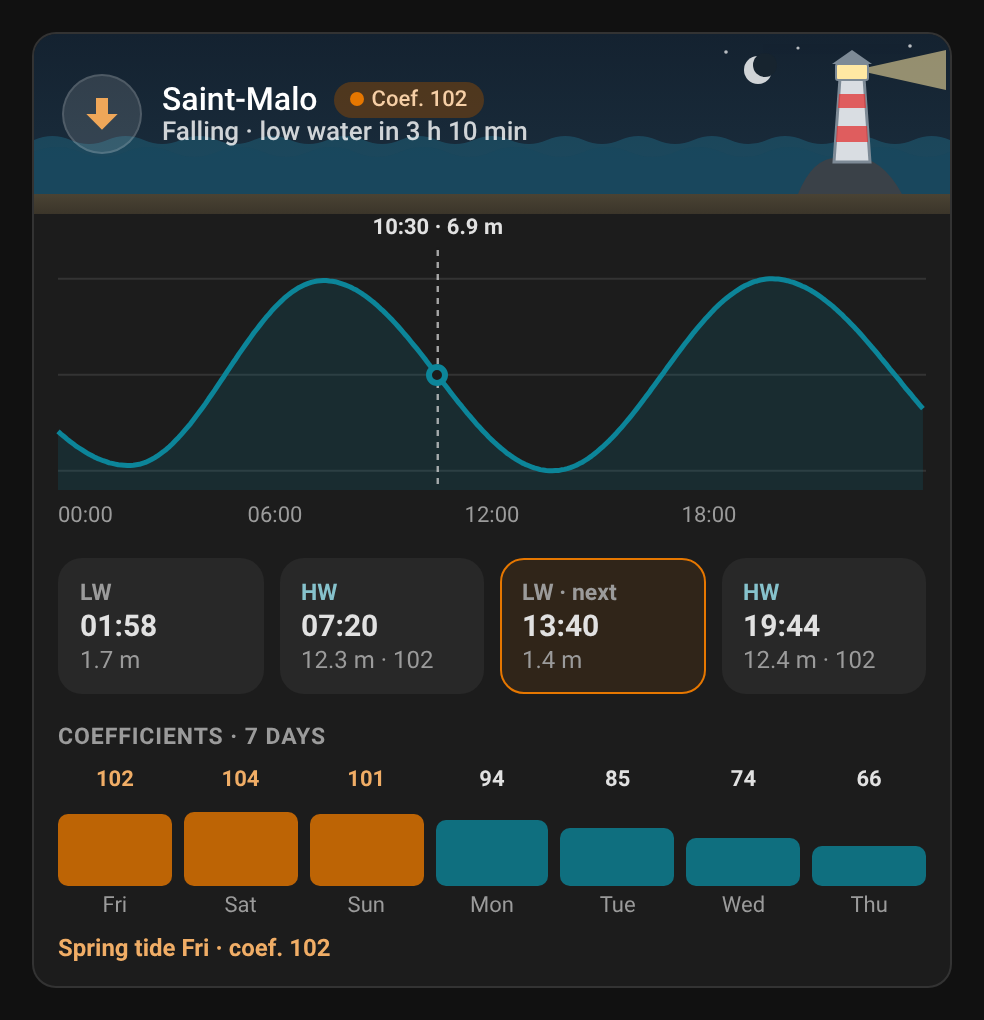 Saint-Malo Coef. 102
Falling · low water in 3 h 10 min
10:30 · 6.9 m
00:00 06:00 12:00 18:00
LW HW LW · next HW
01:58 07:20 13:40 19:44
1.7 m 12.3 m · 102 1.4 m 12.4 m · 102
COEFFICIENTS · 7 DAYS
102 104 101 94 85 74 66
Fri Sat Sun Mon Tue Wed Thu
Spring tide Fri · coef. 102